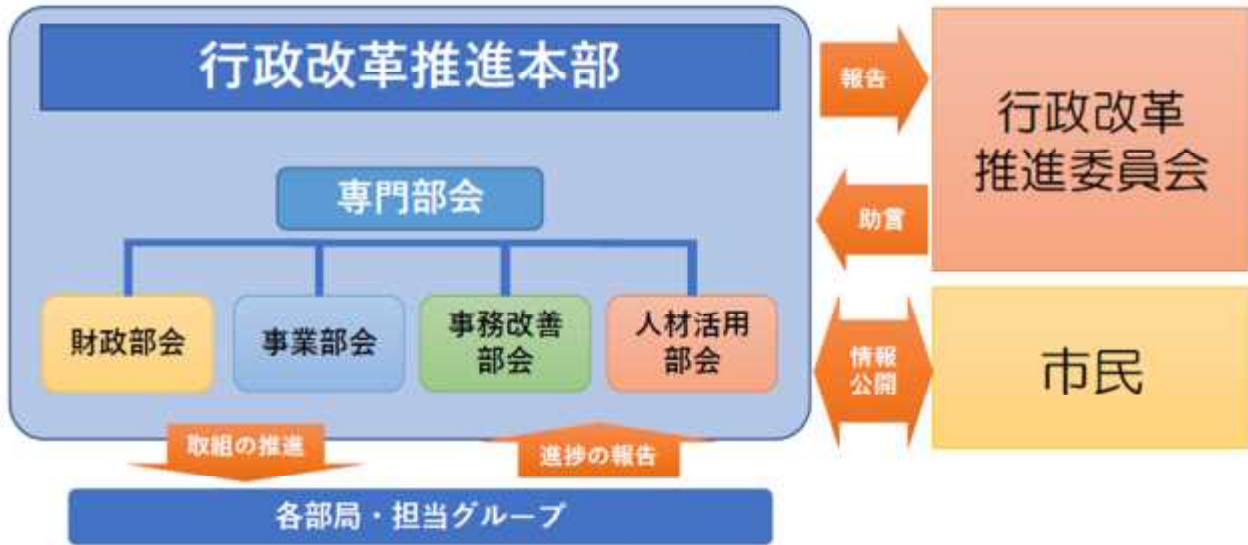 行政改革推進本部
報告
行政改革
推進委員会
専門部会
助言
財政部会
事業部会
事務改善
部会
人材活用
部会
情報
公開
市民
取組の推進
進捗の報告
各部局・担当グループ